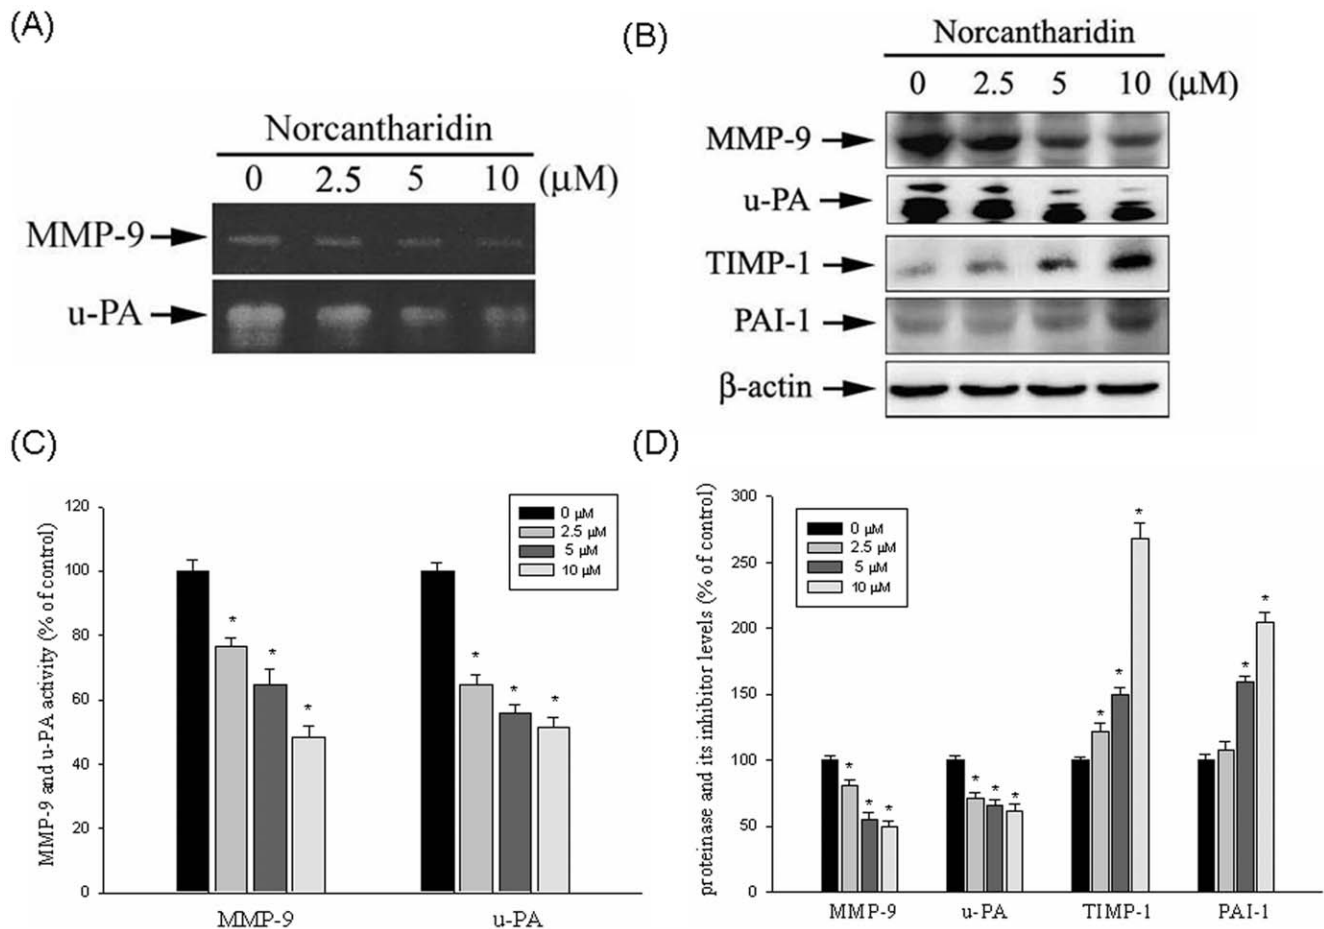 (A)
Norcantharidin
0 2.5 5 10 (μM)
MMP-9
u-PA
(B)
Norcantharidin
0 2.5 5 10 (μM)
MMP-9
u-PA
TIMP-1
PAI-1
β-actin
(C)
MMP-9 and u-PA activity (% of control)
120
100
80
60
40
20
0
0 μM
2.5 μM
5 μM
10 μM
* * *
* * *
MMP-9 u-PA
(D)
proteinase and its inhibitor levels (% of control)
300
250
200
150
100
50
0
0 μM
2.5 μM
5 μM
10 μM
* * *
* * *
* * *
* *
MMP-9 u-PA TIMP-1 PAI-1